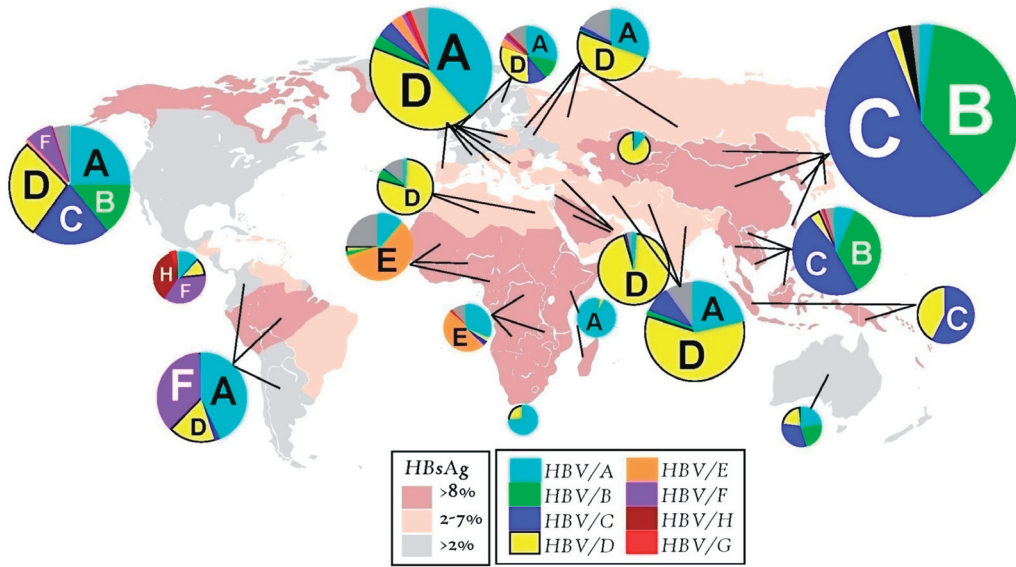 A
D
A
D
A
D
C
B
A
B
C
D
F
D
E
H
F
E
A
D
A
D
C
B
C
F
A
D
HBsAg
>8%
2-7%
>2%
HBV/A
HBV/B
HBV/C
HBV/D
HBV/E
HBV/F
HBV/H
HBV/G